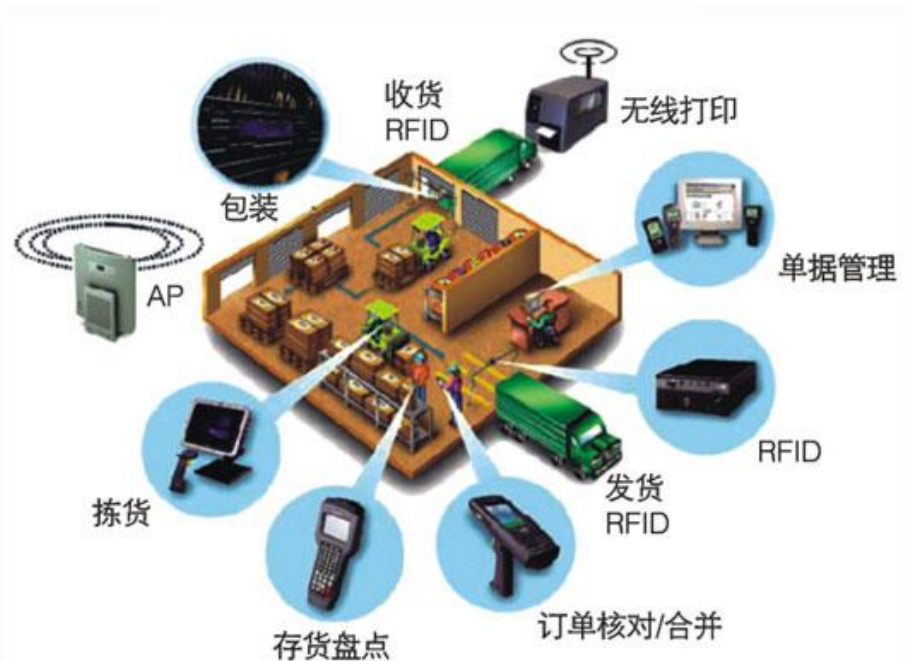 收货
RFID
无线打印
包装
单据管理
AP
RFID
拣货
发货
RFID
订单核对/合并
存货盘点